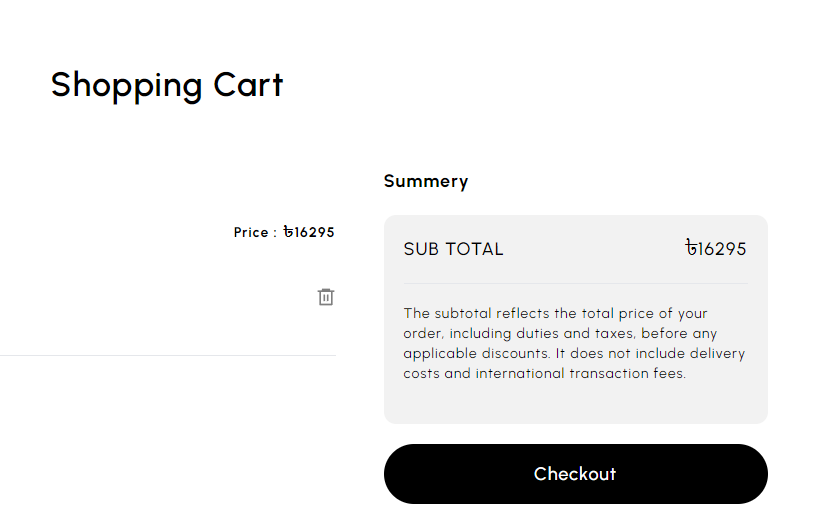 Shopping Cart
Summery
Price : ৳16295
SUB TOTAL ৳16295
The subtotal reflects the total price of your
order, including duties and taxes, before any
applicable discounts. It does not include delivery
costs and international transaction fees.
Checkout